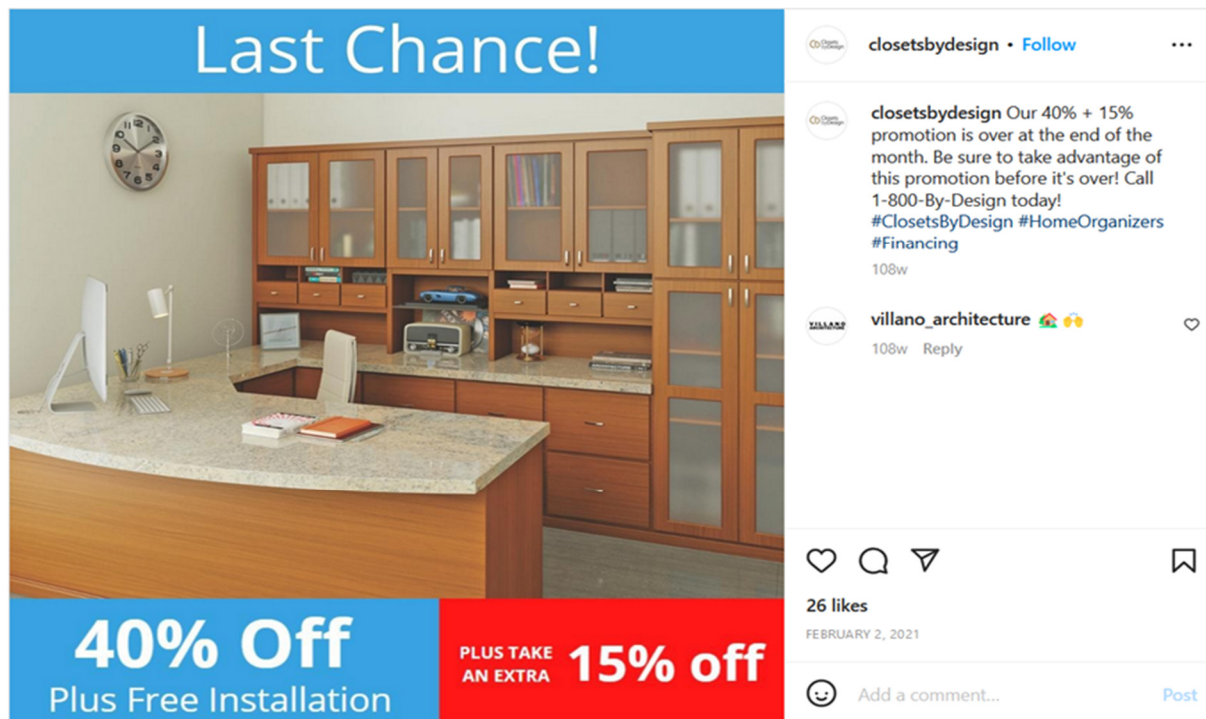 Last Chance!
40% Off
Plus Free Installation
PLUS TAKE
AN EXTRA
15% off
closetsbydesign • Follow
closetsbydesign Our 40% + 15%
promotion is over at the end of the
month. Be sure to take advantage of
this promotion before it's over! Call
1-800-By-Design today!
#ClosetsByDesign #HomeOrganizers
#Financing
108w
villano_architecture 🏠 🙌
108w Reply
26 likes
FEBRUARY 2, 2021
Add a comment...
Post